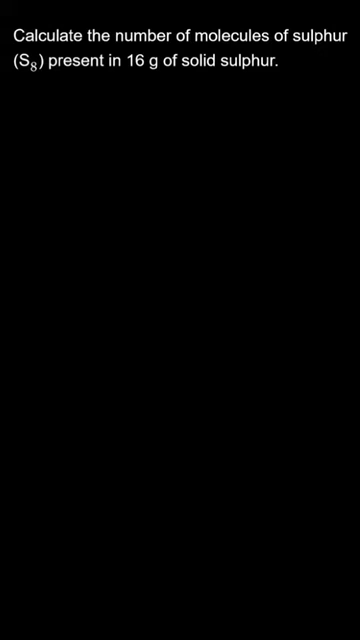 Calculate the number of molecules of sulphur
(S₈) present in 16 g of solid sulphur.